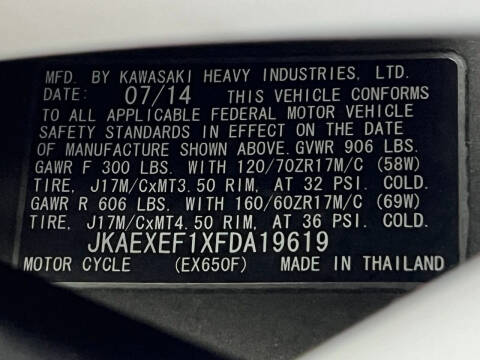 MFD. BY KAWASAKI HEAVY INDUSTRIES, LTD.
DATE: 07/14 THIS VEHICLE CONFORMS
TO ALL APPLICABLE FEDERAL MOTOR VEHICLE
SAFETY STANDARDS IN EFFECT ON THE DATE
OF MANUFACTURE SHOWN ABOVE. GVWR 906 LBS.
GAWR F 300 LBS. WITH 120/70ZR17M/C (58W)
TIRE, J17M/CxMT3.50 RIM, AT 32 PSI. COLD.
GAWR R 606 LBS. WITH 160/60ZR17M/C (69W)
TIRE, J17M/CxMT4.50 RIM, AT 36 PSI. COLD.
JKAEXEF1XFDA19619
MOTOR CYCLE (EX650F) MADE IN THAILAND